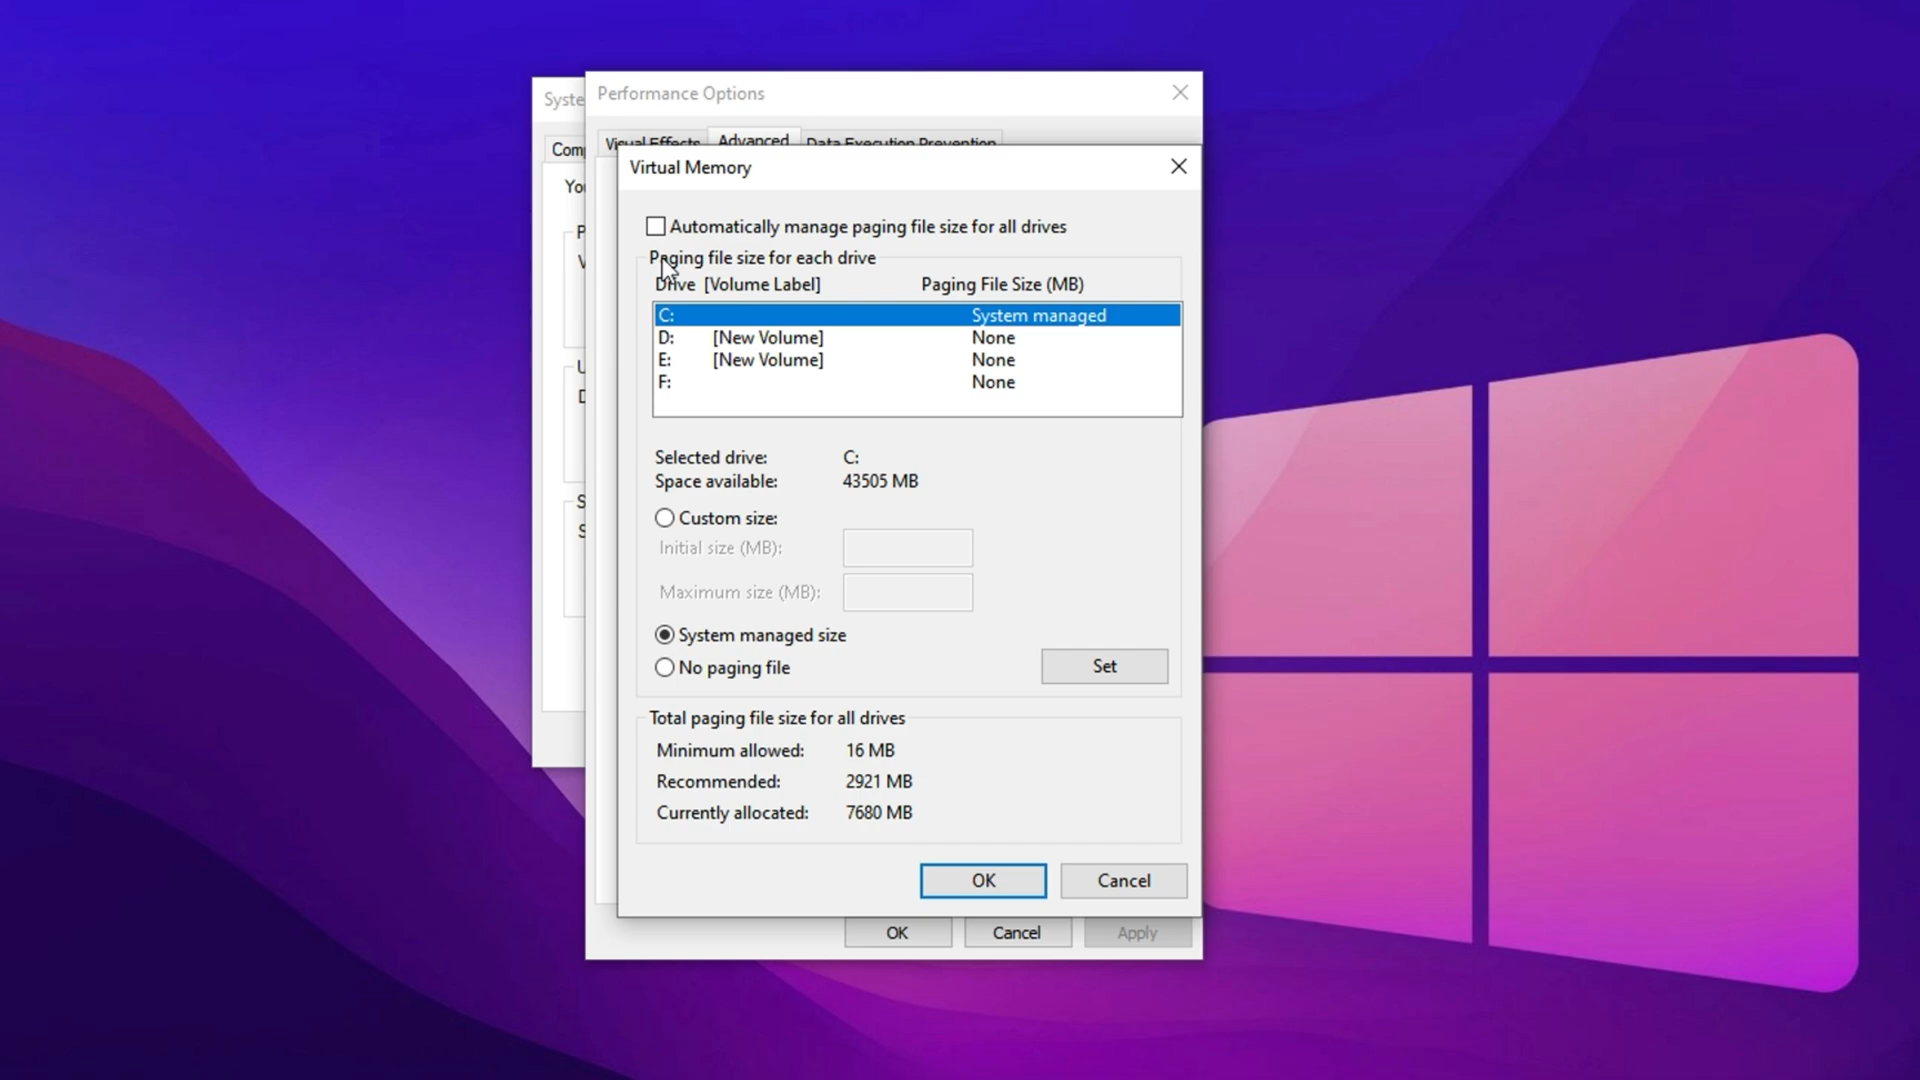 Syste
Performance Options
Comp
Visual Effects
Advanced
Data Execution Prevention
Virtual Memory
You
P
V
U
D
S
S
Automatically manage paging file size for all drives
Paging file size for each drive
Drive [Volume Label] Paging File Size (MB)
C: System managed
D: [New Volume] None
E: [New Volume] None
F: None
Selected drive: C:
Space available: 43505 MB
Custom size:
Initial size (MB):
Maximum size (MB):
System managed size
No paging file
Set
Total paging file size for all drives
Minimum allowed: 16 MB
Recommended: 2921 MB
Currently allocated: 7680 MB
OK Cancel
OK Cancel Apply